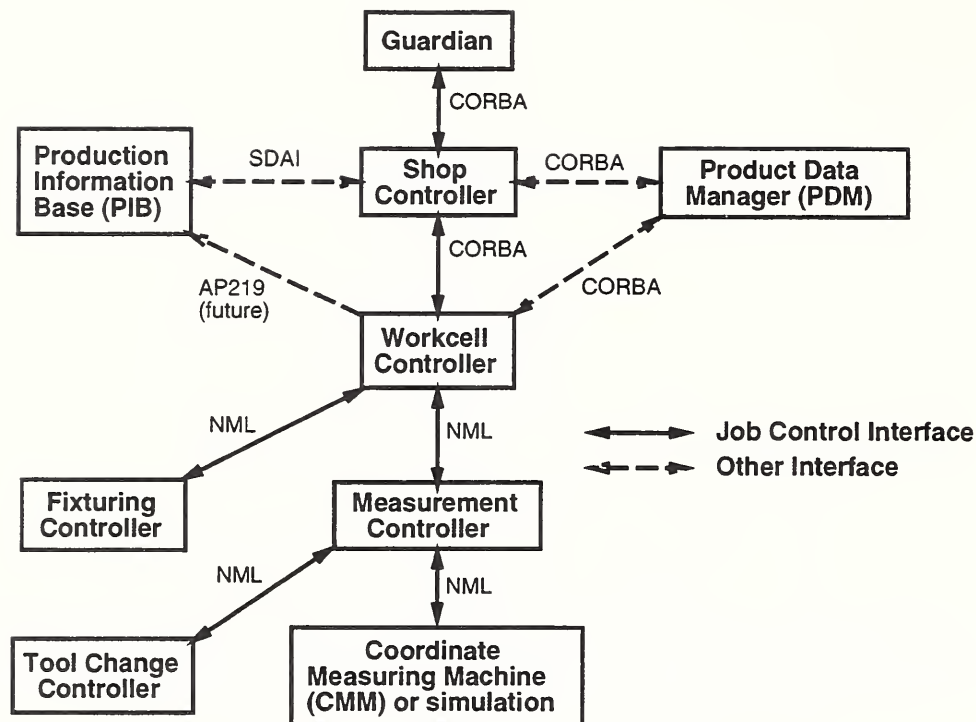 Guardian
CORBA
Production
Information
Base (PIB)
SDAI
Shop
Controller
CORBA
Product Data
Manager (PDM)
CORBA
AP219
(future)
CORBA
Workcell
Controller
NML
NML
Job Control Interface
Other Interface
Fixturing
Controller
Measurement
Controller
NML
NML
Tool Change
Controller
Coordinate
Measuring Machine
(CMM) or simulation